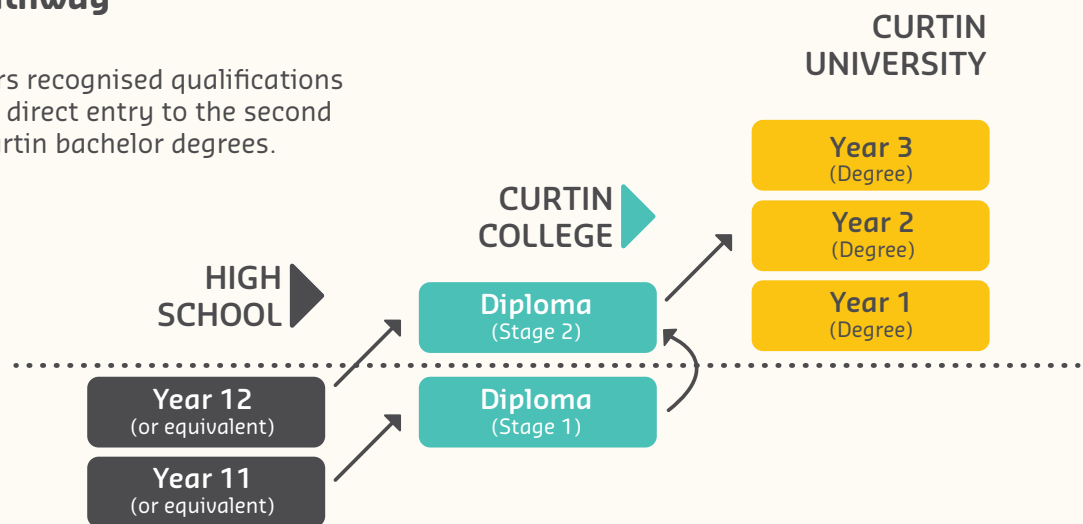 rs recognised qualifications
direct entry to the second
urtin bachelor degrees.
CURTIN
UNIVERSITY
Year 3
(Degree)
Year 2
(Degree)
Year 1
(Degree)
CURTIN
COLLEGE
Diploma
(Stage 2)
Diploma
(Stage 1)
HIGH
SCHOOL
Year 12
(or equivalent)
Year 11
(or equivalent)